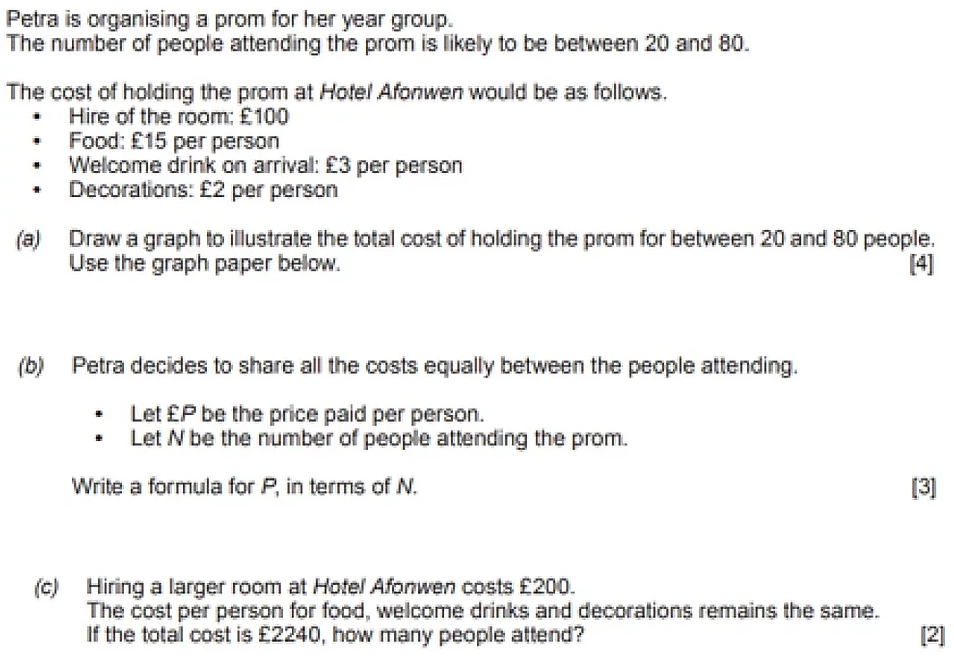 Petra is organising a prom for her year group.
The number of people attending the prom is likely to be between 20 and 80.
The cost of holding the prom at Hotel Afonwen would be as follows.
• Hire of the room: £100
• Food: £15 per person
• Welcome drink on arrival: £3 per person
• Decorations: £2 per person
(a) Draw a graph to illustrate the total cost of holding the prom for between 20 and 80 people.
Use the graph paper below. [4]
(b) Petra decides to share all the costs equally between the people attending.
• Let £P be the price paid per person.
• Let N be the number of people attending the prom.
Write a formula for P, in terms of N. [3]
(c) Hiring a larger room at Hotel Afonwen costs £200.
The cost per person for food, welcome drinks and decorations remains the same.
If the total cost is £2240, how many people attend? [2]